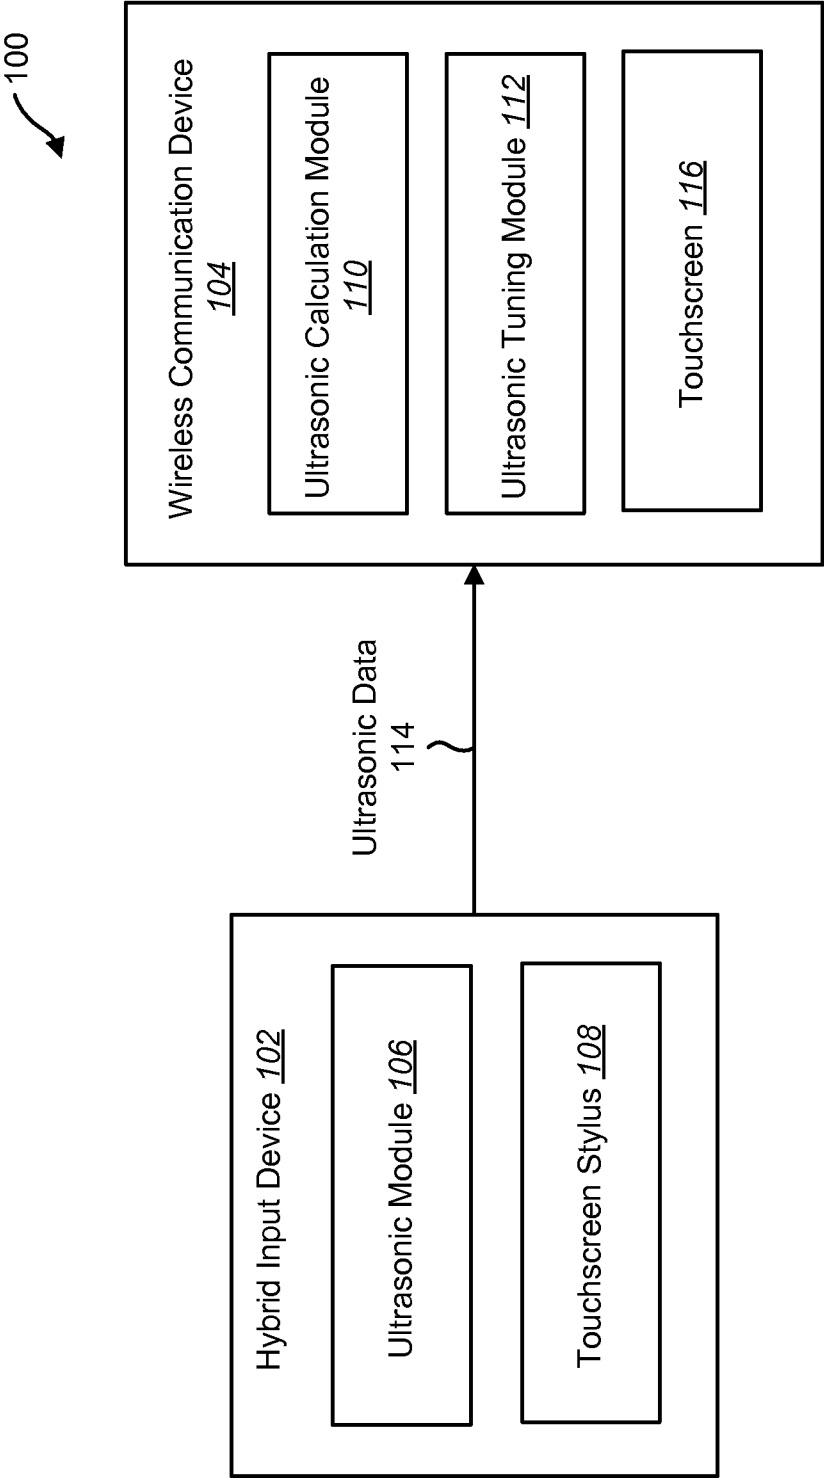 100
Hybrid Input Device 102
Ultrasonic Module 106
Touchscreen Stylus 108
Ultrasonic Data
114
Wireless Communication Device
104
Ultrasonic Calculation Module
110
Ultrasonic Tuning Module 112
Touchscreen 116